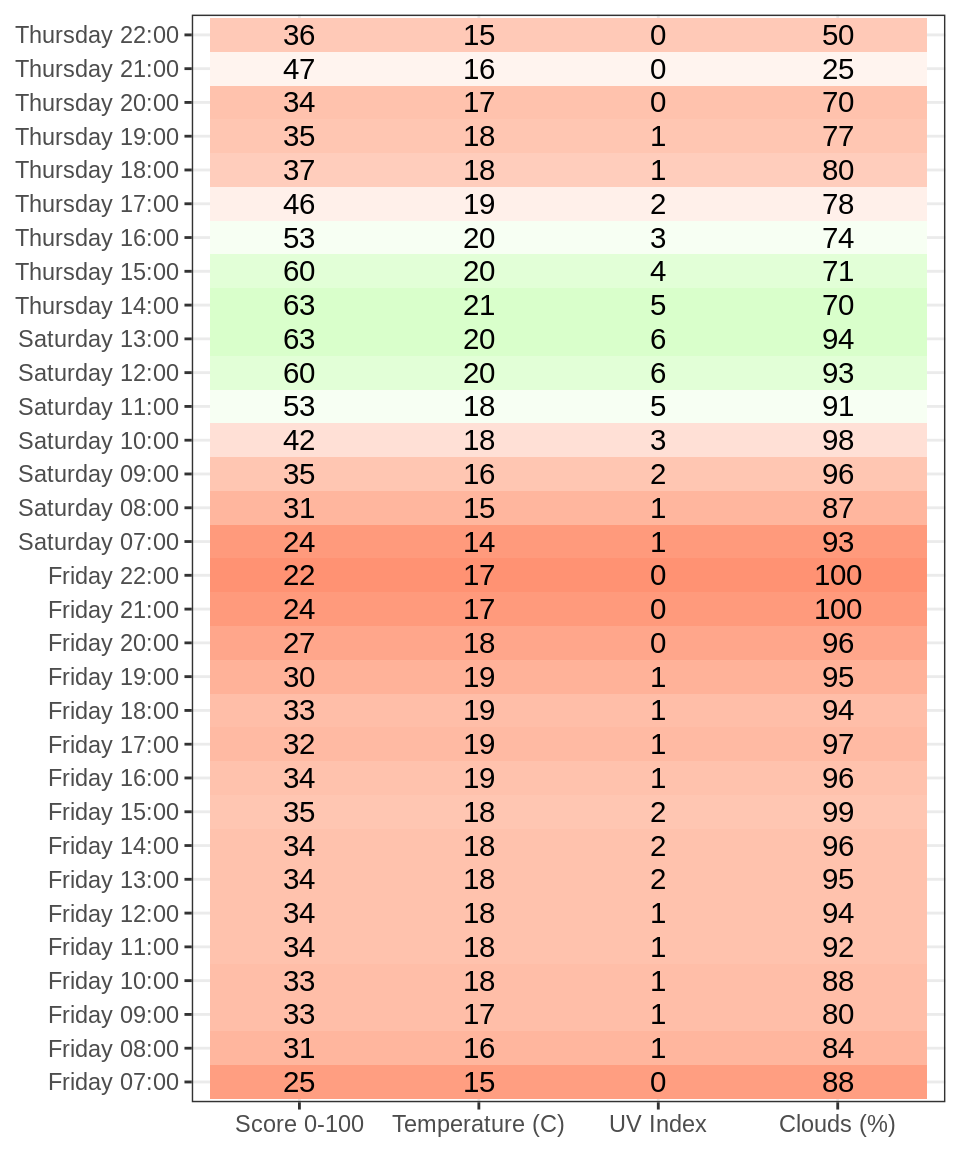 Thursday 22:00 36 15 0 50
Thursday 21:00 47 16 0 25
Thursday 20:00 34 17 0 70
Thursday 19:00 35 18 1 77
Thursday 18:00 37 18 1 80
Thursday 17:00 46 19 2 78
Thursday 16:00 53 20 3 74
Thursday 15:00 60 20 4 71
Thursday 14:00 63 21 5 70
Saturday 13:00 63 20 6 94
Saturday 12:00 60 20 6 93
Saturday 11:00 53 18 5 91
Saturday 10:00 42 18 3 98
Saturday 09:00 35 16 2 96
Saturday 08:00 31 15 1 87
Saturday 07:00 24 14 1 93
Friday 22:00 22 17 0 100
Friday 21:00 24 17 0 100
Friday 20:00 27 18 0 96
Friday 19:00 30 19 1 95
Friday 18:00 33 19 1 94
Friday 17:00 32 19 1 97
Friday 16:00 34 19 1 96
Friday 15:00 35 18 2 99
Friday 14:00 34 18 2 96
Friday 13:00 34 18 2 95
Friday 12:00 34 18 1 94
Friday 11:00 34 18 1 92
Friday 10:00 33 18 1 88
Friday 09:00 33 17 1 80
Friday 08:00 31 16 1 84
Friday 07:00 25 15 0 88
Score 0-100 Temperature (C) UV Index Clouds (%)